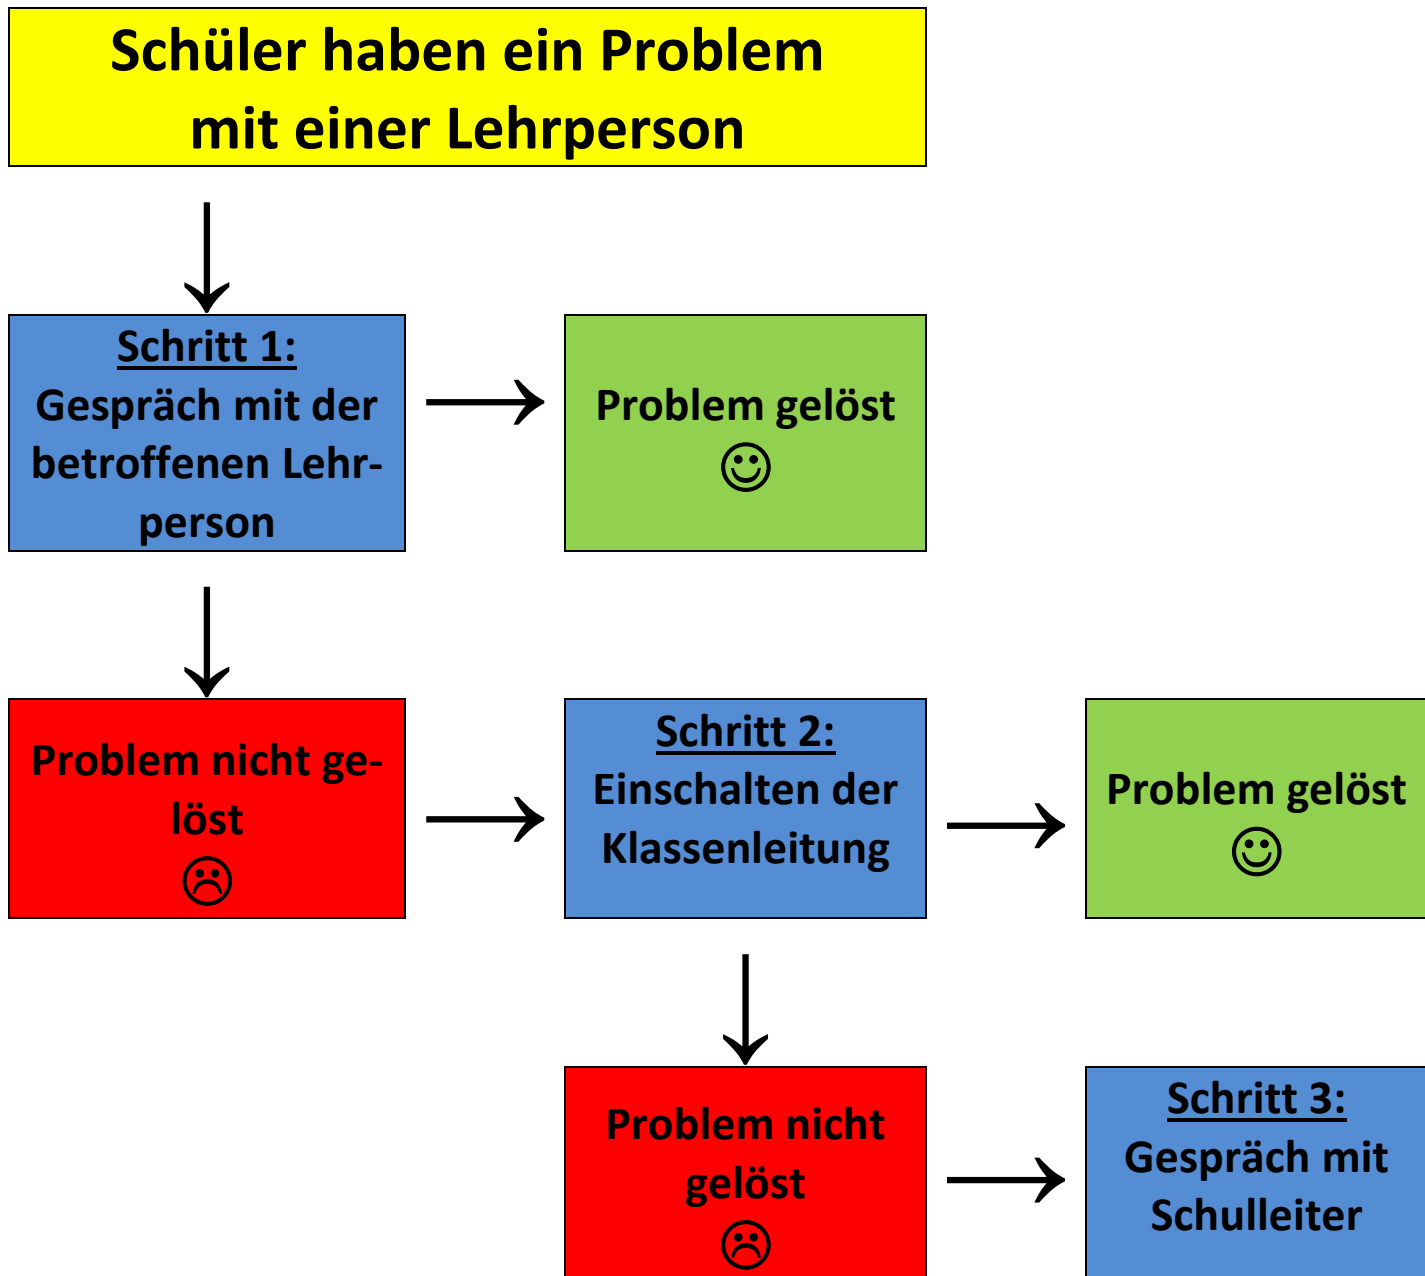 Schüler haben ein Problem
mit einer Lehrperson
Schritt 1:
Gespräch mit der
betroffenen Lehr-
person
Problem gelöst
Problem nicht ge-
löst
Schritt 2:
Einschalten der
Klassenleitung
Problem gelöst
Problem nicht
gelöst
Schritt 3:
Gespräch mit
Schulleiter